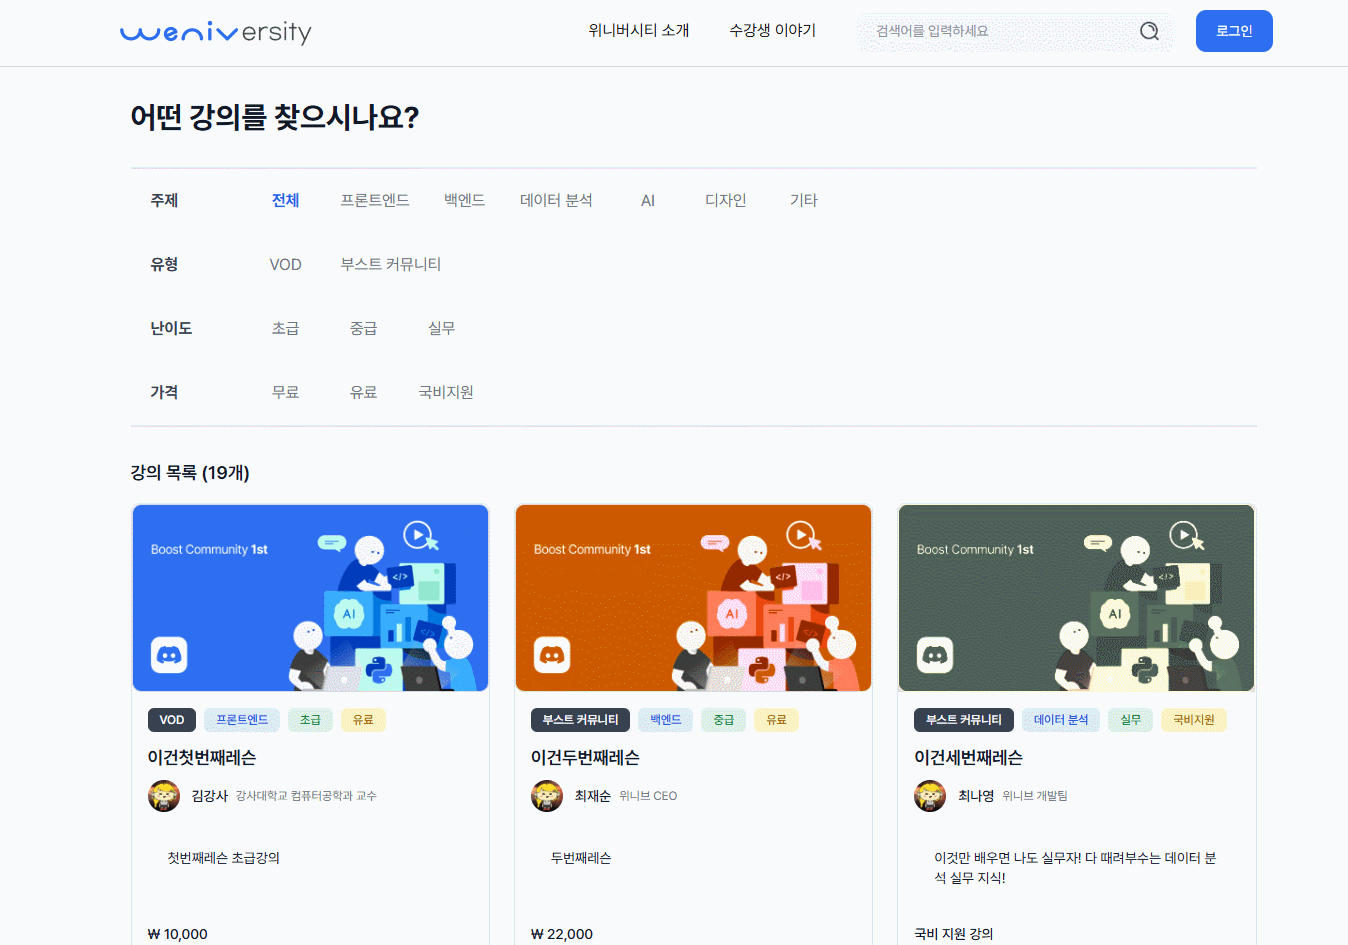 weniversity
위니버시티 소개 수강생 이야기 검색어를 입력하세요 로그인
어떤 강의를 찾으시나요?
주제 전체 프론트엔드 백엔드 데이터 분석 AI 디자인 기타
유형 VOD 부스트 커뮤니티
난이도 초급 중급 실무
가격 무료 유료 국비지원
강의 목록 (19개)
Boost Community 1st
</>
AI
VOD 프론트엔드 초급 유료
이건첫번째레슨
김강사 강사대학교 컴퓨터공학과 교수
첫번째레슨 초급강의
₩ 10,000
Boost Community 1st
</>
AI
부스트 커뮤니티 백엔드 중급 유료
이건두번째레슨
최재순 위니브 CEO
두번째레슨
₩ 22,000
Boost Community 1st
</>
AI
부스트 커뮤니티 데이터 분석 실무 국비지원
이건세번째레슨
최나영 위니브 개발팀
이것만 배우면 나도 실무자! 다 때려부수는 데이터 분
석 실무 지식!
국비 지원 강의